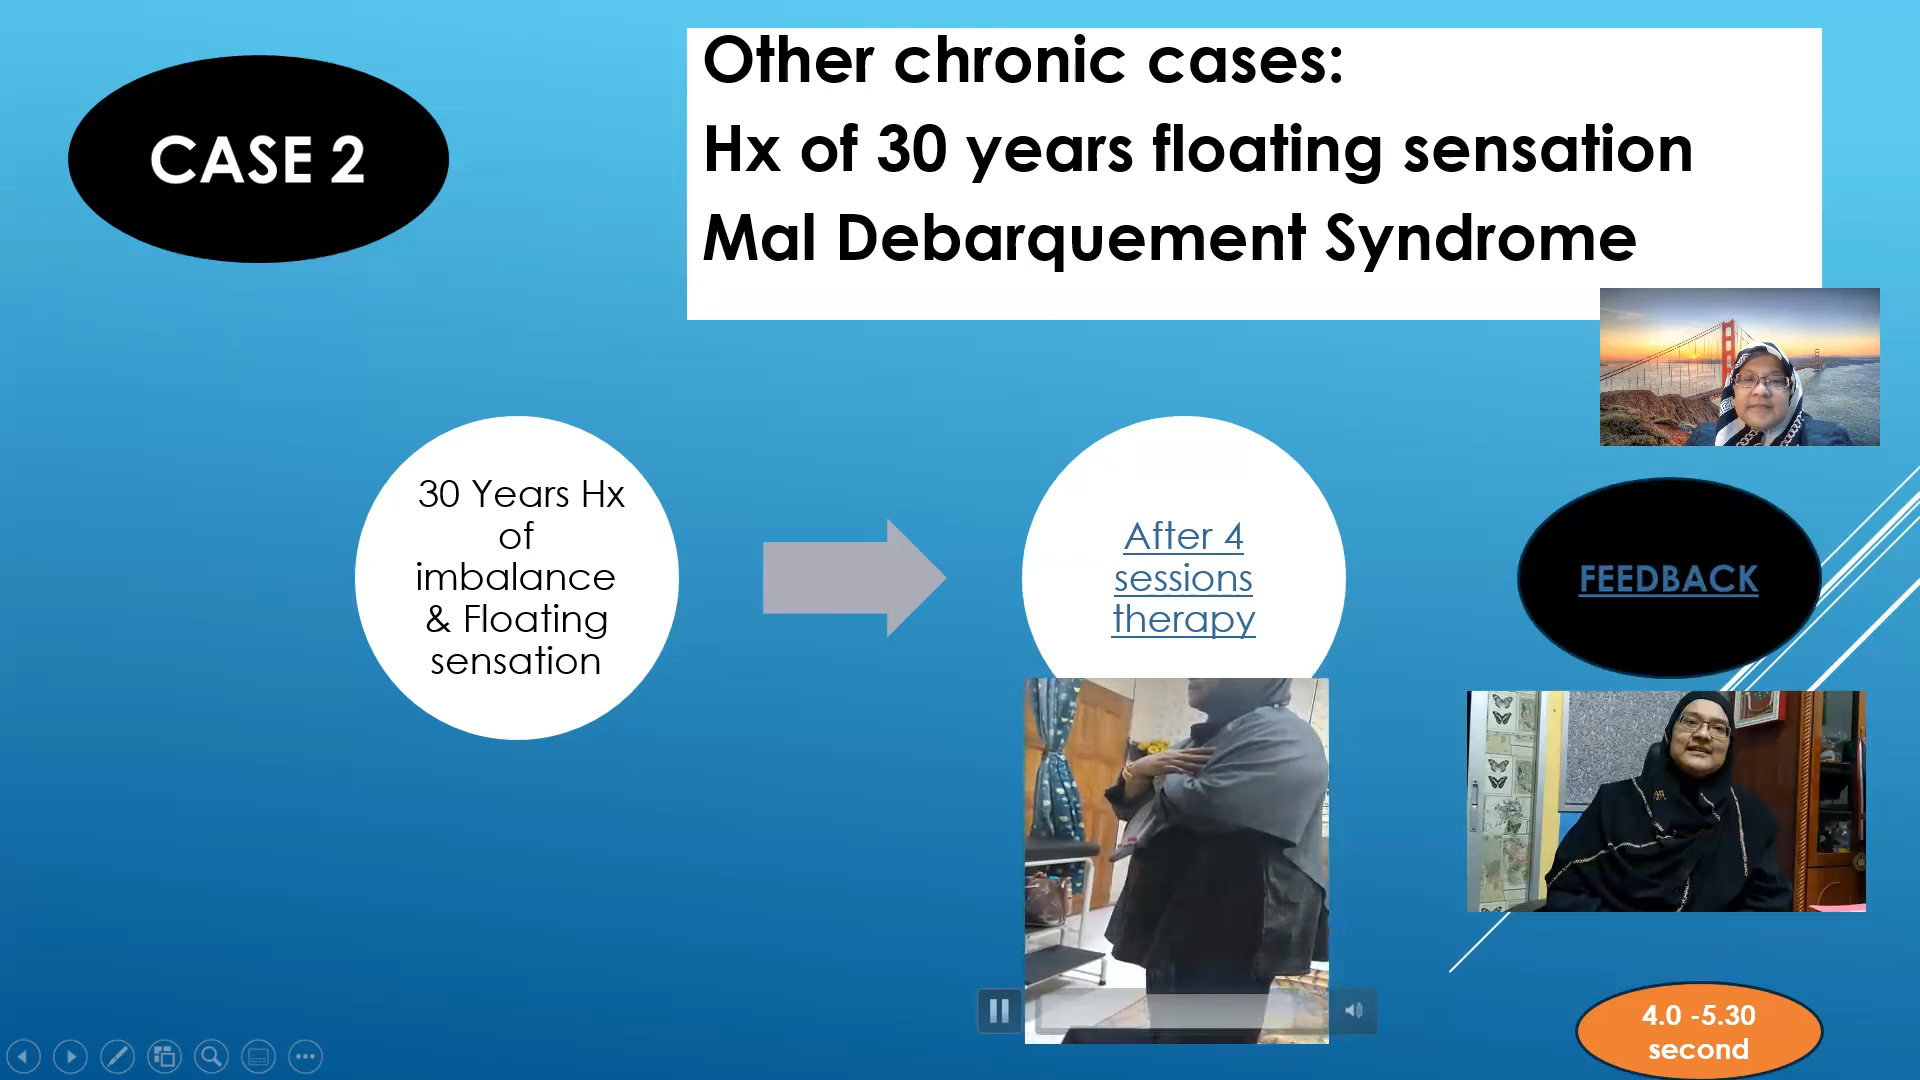 CASE 2
Other chronic cases:
Hx of 30 years floating sensation
Mal Debarquement Syndrome
30 Years Hx
of
imbalance
& Floating
sensation
After 4
sessions
therapy
FEEDBACK
4.0 -5.30
second